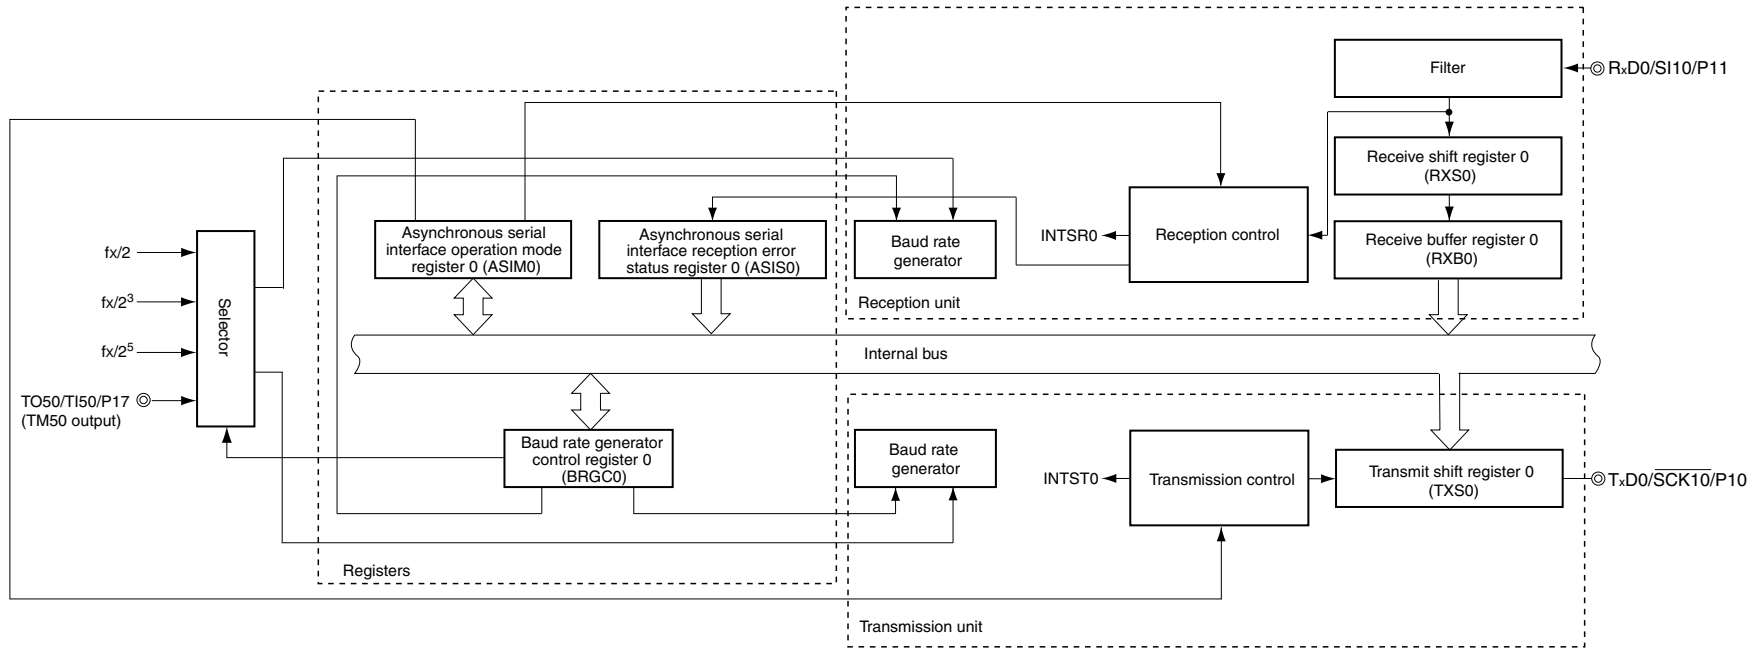 Filter
RxD0/SI10/P11
Receive shift register 0
(RXS0)
Asynchronous serial
interface operation mode
register 0 (ASIM0)
Asynchronous serial
interface reception error
status register 0 (ASIS0)
Baud rate
generator
INTSR0
Reception control
Receive buffer register 0
(RXB0)
Reception unit
fx/2
fx/2³
fx/2⁵
TO50/TI50/P17
(TM50 output)
Selector
Internal bus
Baud rate generator
control register 0
(BRGC0)
Baud rate
generator
INTST0
Transmission control
Transmit shift register 0
(TXS0)
TxD0/S̅C̅K̅1̅0̅/P10
Registers
Transmission unit